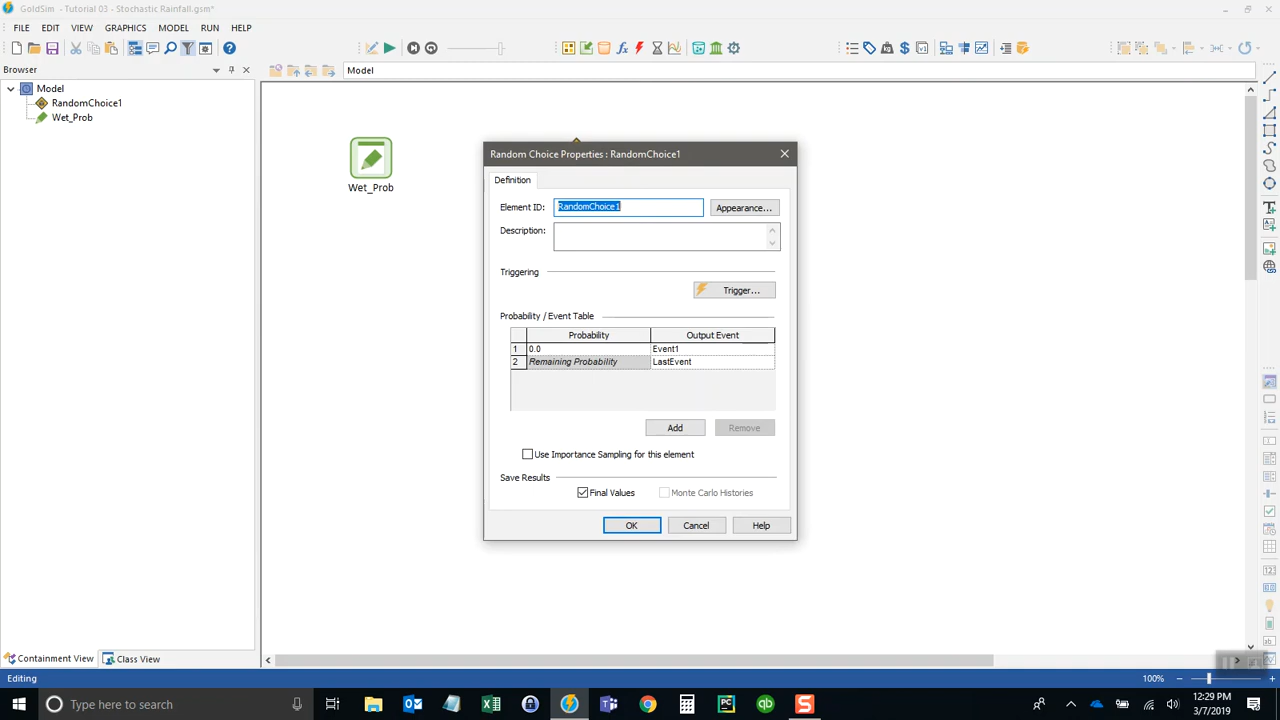 GoldSim - Tutorial 03 - Stochastic Rainfall.gsm*
FILE EDIT VIEW GRAPHICS MODEL RUN HELP
Browser
Model
Model
RandomChoice1
Wet_Prob
Wet_Prob
Random Choice Properties : RandomChoice1
Definition
Element ID: RandomChoice1 Appearance...
Description:
Triggering
Trigger...
Probability / Event Table
Probability Output Event
1 0.0 Event1
2 Remaining Probability LastEvent
Add Remove
Use Importance Sampling for this element
Save Results
Final Values Monte Carlo Histories
OK Cancel Help
Containment View Class View
Editing 100%
Type here to search
12:29 PM
3/7/2019